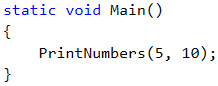 static void Main()
{
    PrintNumbers(5, 10);
}